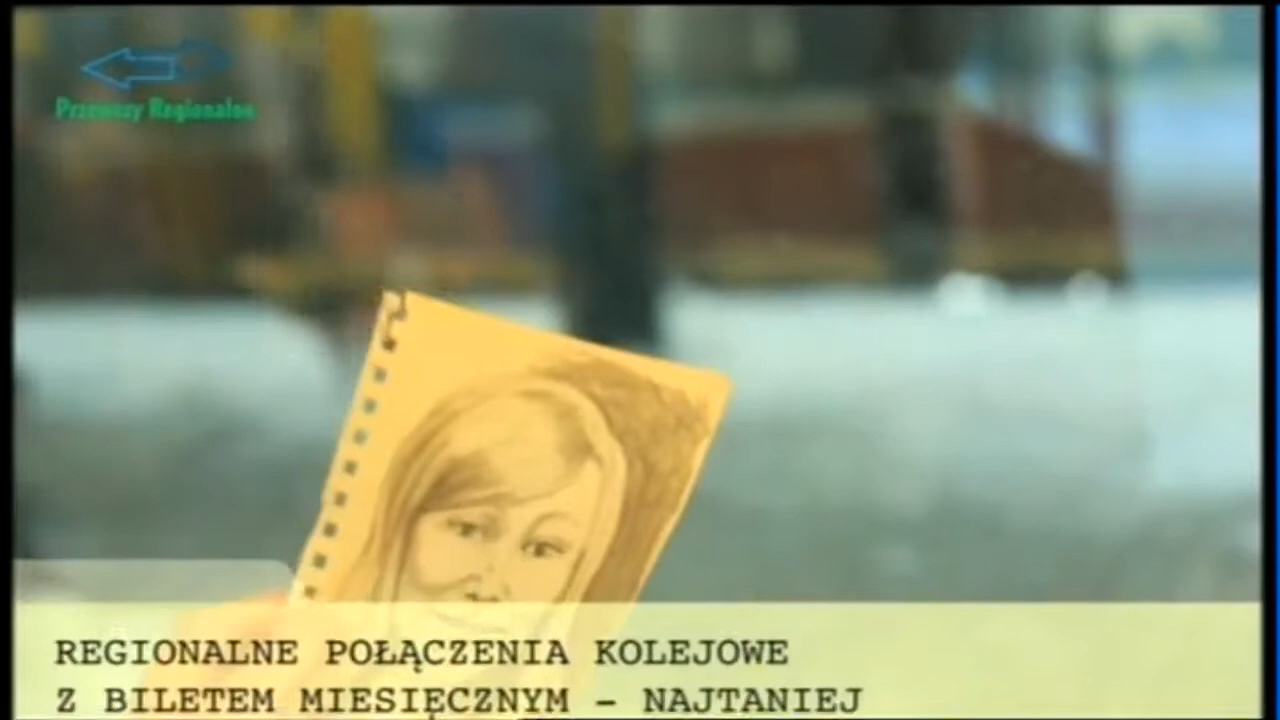 Przewozy Regionalne
REGIONALNE POŁĄCZENIA KOLEJOWE
Z BILETEM MIESIĘCZNYM – NAJTANIEJ